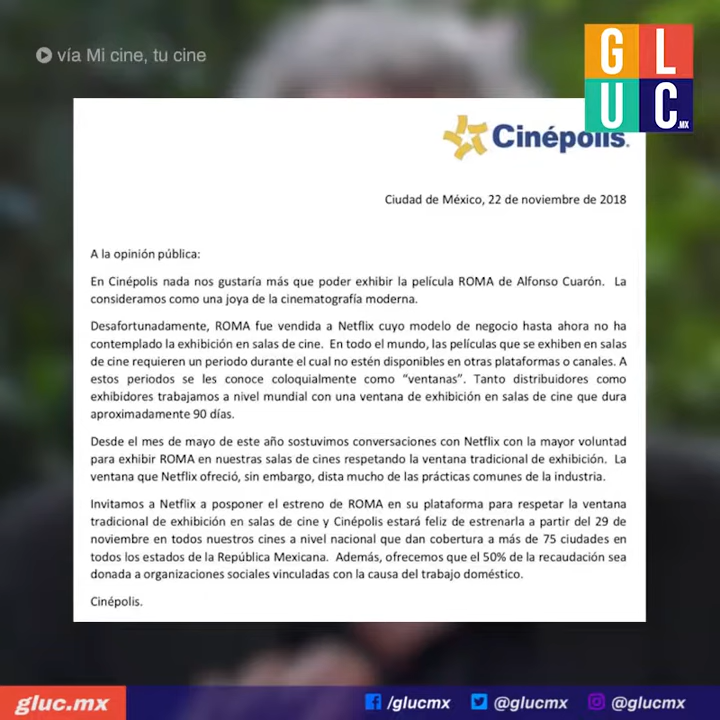 vía Mi cine, tu cine
GLUC.MX
Cinépolis.
Ciudad de México, 22 de noviembre de 2018
A la opinión pública:
En Cinépolis nada nos gustaría más que poder exhibir la película ROMA de Alfonso Cuarón. La
consideramos como una joya de la cinematografía moderna.
Desafortunadamente, ROMA fue vendida a Netflix cuyo modelo de negocio hasta ahora no ha
contemplado la exhibición en salas de cine. En todo el mundo, las películas que se exhiben en salas
de cine requieren un periodo durante el cual no estén disponibles en otras plataformas o canales. A
estos periodos se les conoce coloquialmente como “ventanas”. Tanto distribuidores como
exhibidores trabajamos a nivel mundial con una ventana de exhibición en salas de cine que dura
aproximadamente 90 días.
Desde el mes de mayo de este año sostuvimos conversaciones con Netflix con la mayor voluntad
para exhibir ROMA en nuestras salas de cines respetando la ventana tradicional de exhibición. La
ventana que Netflix ofreció, sin embargo, dista mucho de las prácticas comunes de la industria.
Invitamos a Netflix a posponer el estreno de ROMA en su plataforma para respetar la ventana
tradicional de exhibición en salas de cine y Cinépolis estará feliz de estrenarla a partir del 29 de
noviembre en todos nuestros cines a nivel nacional que dan cobertura a más de 75 ciudades en
todos los estados de la República Mexicana. Además, ofrecemos que el 50% de la recaudación sea
donada a organizaciones sociales vinculadas con la causa del trabajo doméstico.
Cinépolis.
gluc.mx
/glucmx
@glucmx
@glucmx